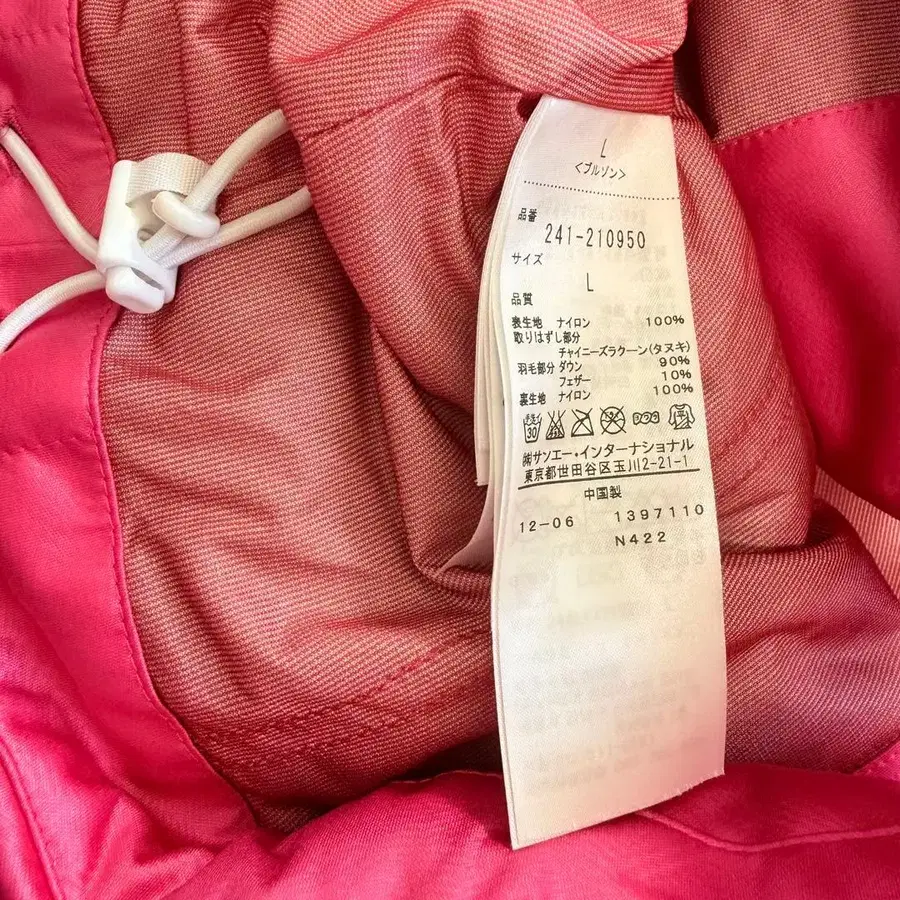 L
<ブルゾン>
品番
241-210950
サイズ
L
品質
表生地 ナイロン 100%
取りはずし部分
チャイニーズラクーン(タヌキ)
羽毛部分 ダウン 90%
フェザー 10%
裏生地 ナイロン 100%
手洗イ 30
㈱サンエー・インターナショナル
東京都世田谷区玉川2-21-1
中国製
12-06 1397110
N422